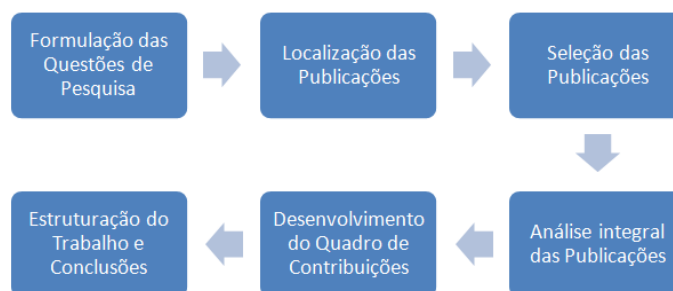 Formulação das
Questões de
Pesquisa
Localização das
Publicações
Seleção das
Publicações
Análise integral
das Publicações
Desenvolvimento
do Quadro de
Contribuições
Estruturação do
Trabalho e
Conclusões